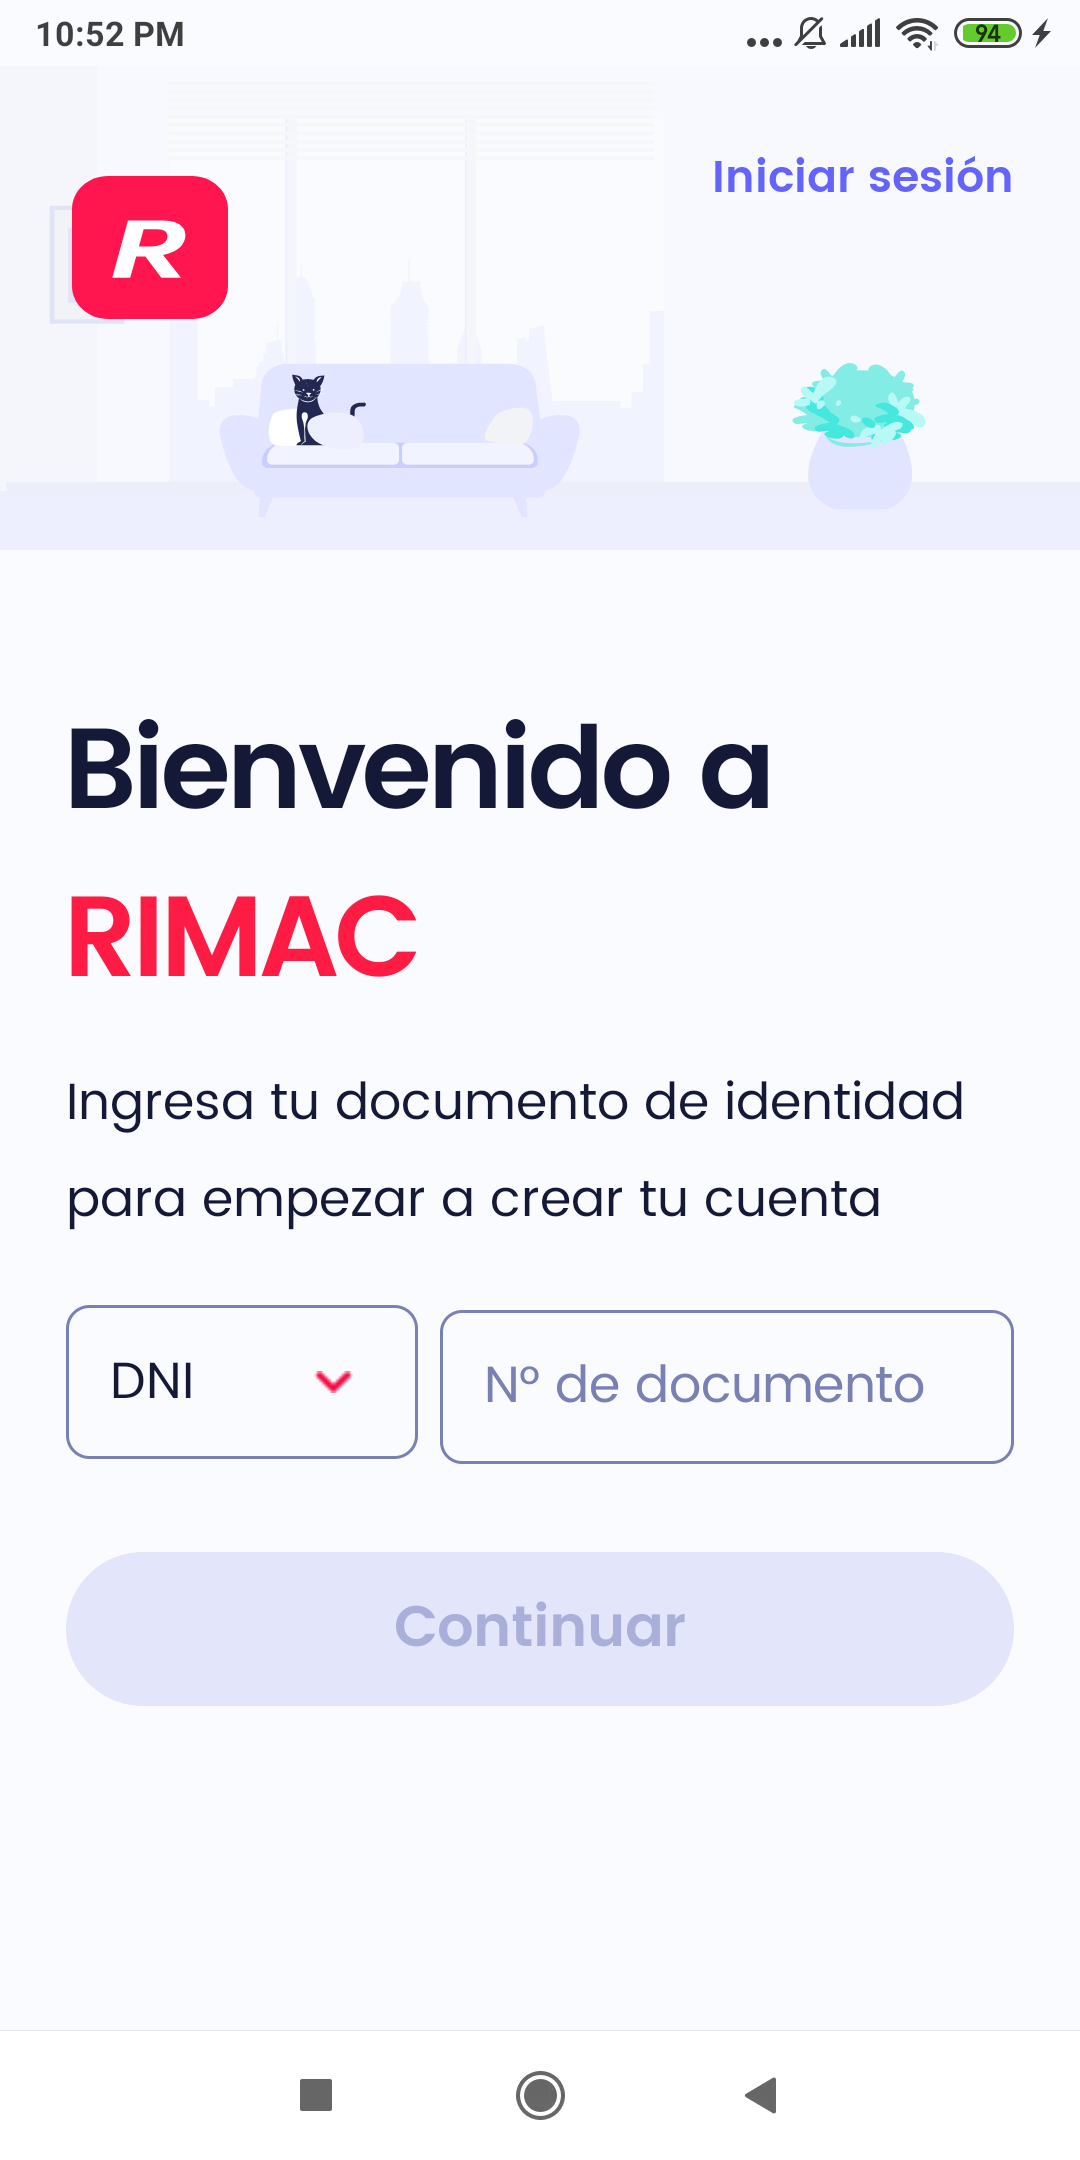 10:52 PM
94
Iniciar sesión
R
Bienvenido a
RIMAC
Ingresa tu documento de identidad
para empezar a crear tu cuenta
DNI
Nº de documento
Continuar